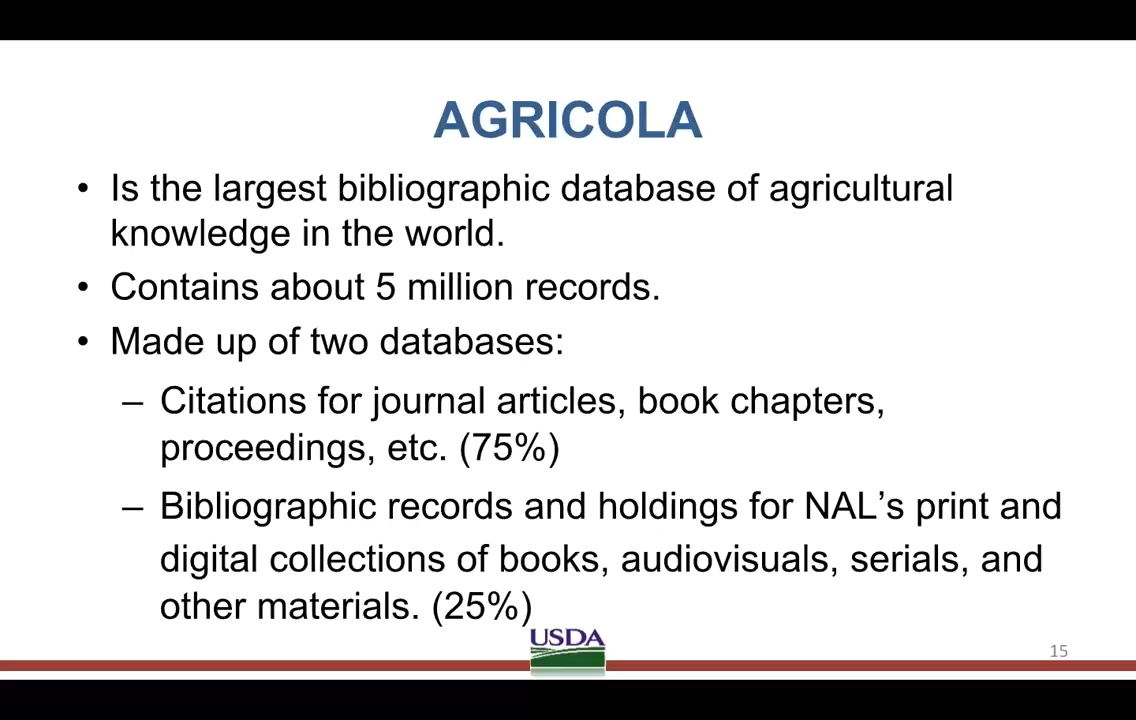 AGRICOLA
• Is the largest bibliographic database of agricultural
knowledge in the world.
• Contains about 5 million records.
• Made up of two databases:
– Citations for journal articles, book chapters,
proceedings, etc. (75%)
– Bibliographic records and holdings for NAL’s print and
digital collections of books, audiovisuals, serials, and
other materials. (25%)
USDA
15